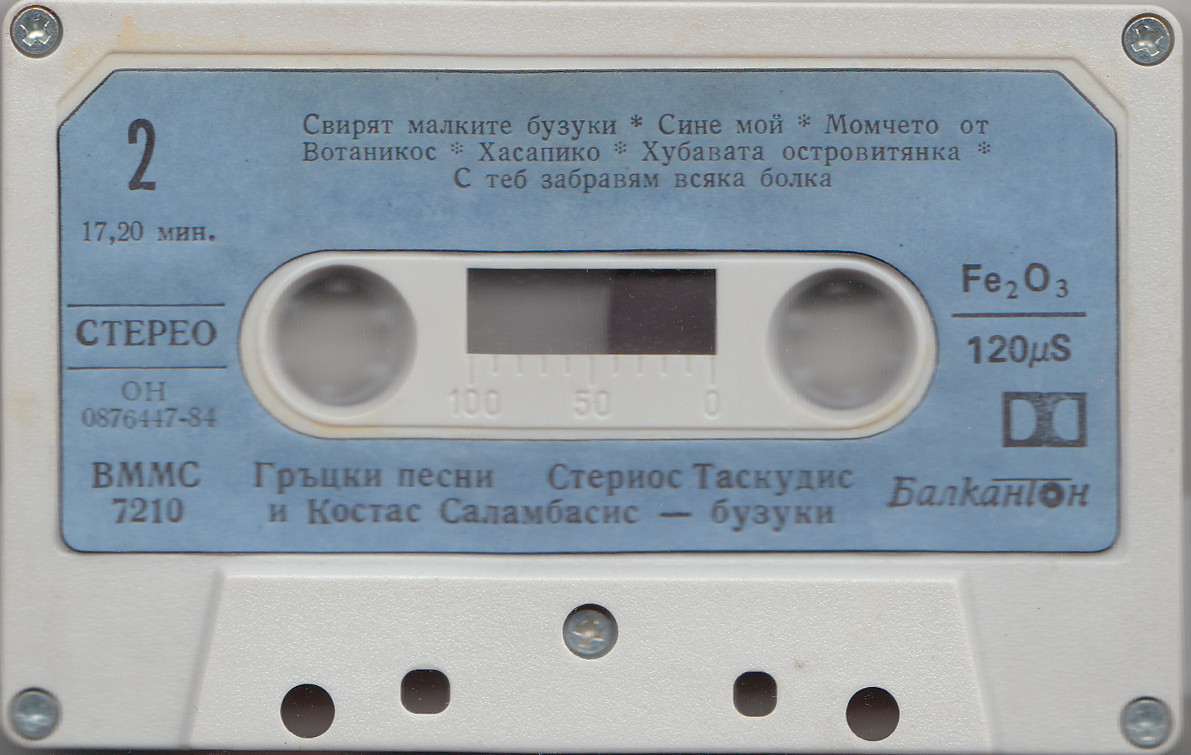 2
Свирят малките бузуки * Сине мой * Момчето от
Вотаникос * Хасапико * Хубавата островитянка *
С теб забравям всяка болка
17,20 мин.
СТЕРЕО
ОН
0876447-84
ВММС
7210
Fe₂O₃
120µS
100 50 0
Гръцки песни Стериос Таскудис
и Костас Саламбасис — бузуки
Балкантон